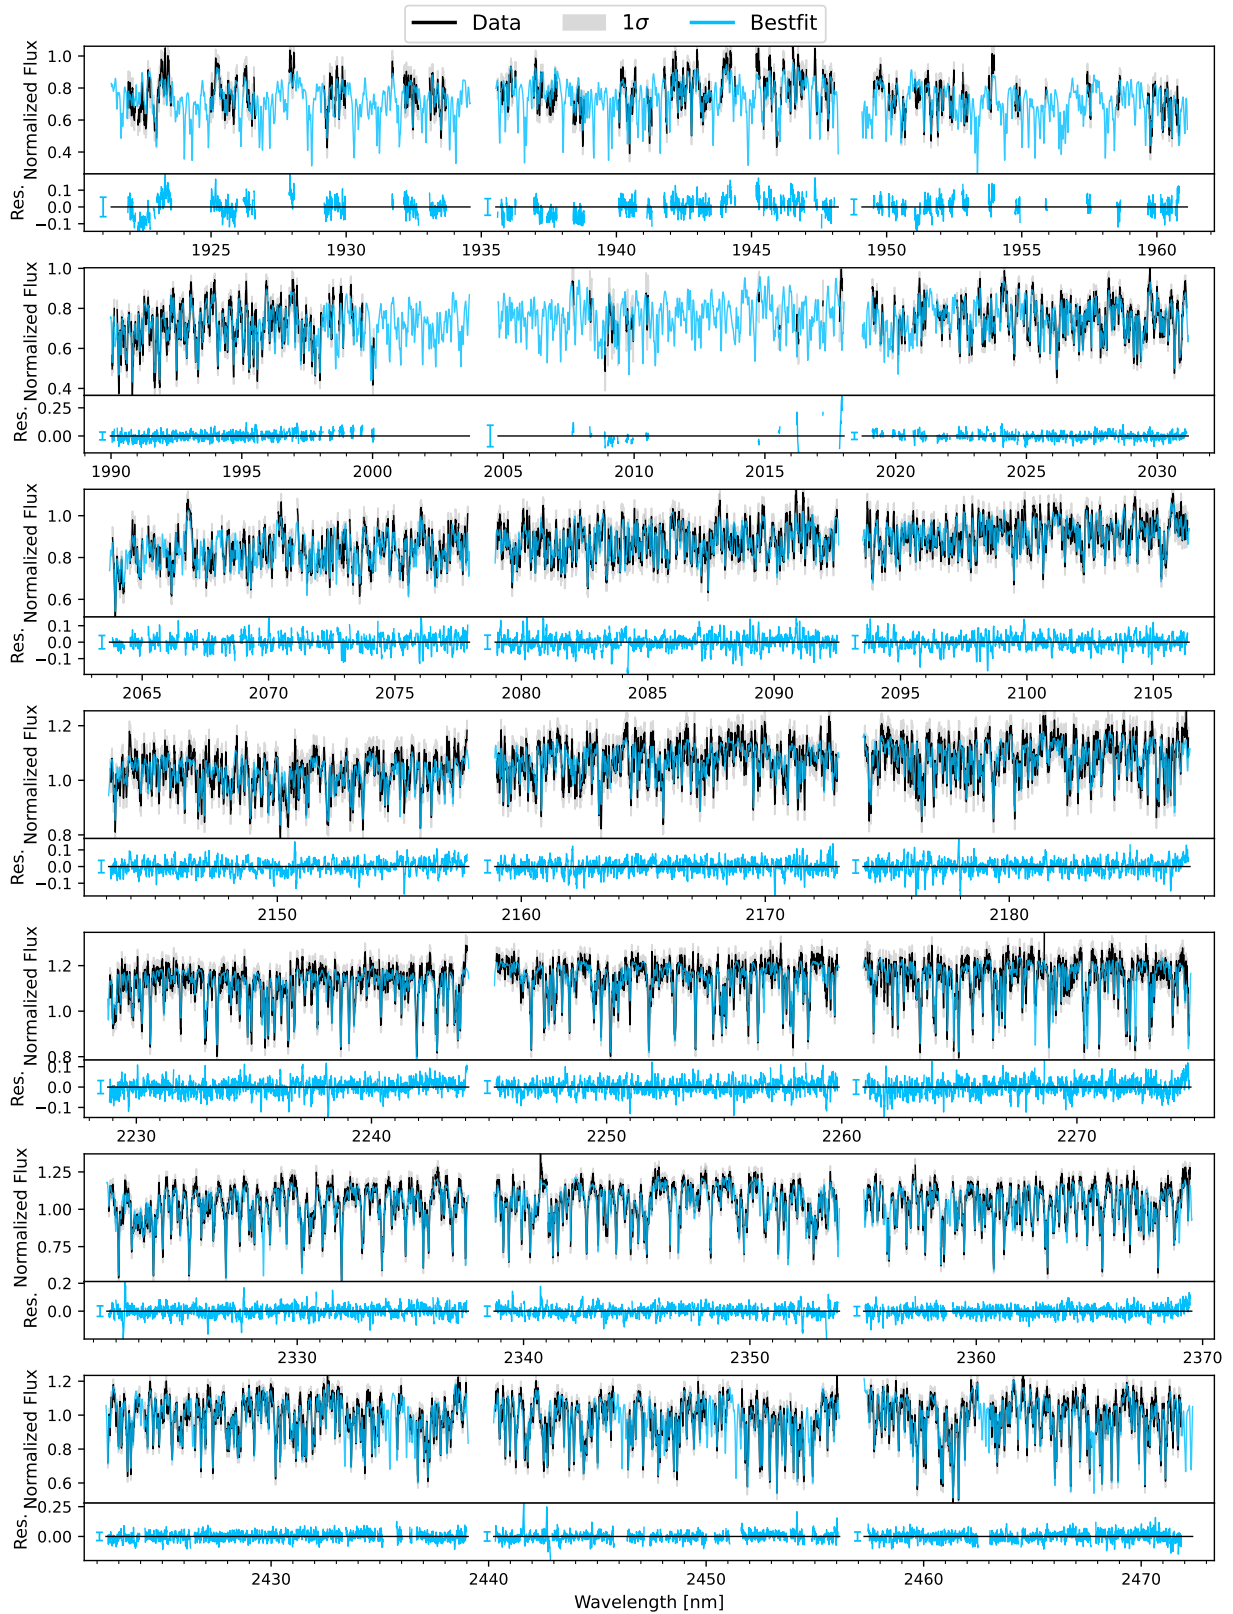 Data 1σ Bestfit
Normalized Flux
1.0
0.8
0.6
0.4
Res.
0.1
0.0
−0.1
1925 1930 1935 1940 1945 1950 1955 1960
Normalized Flux
1.0
0.8
0.6
0.4
Res.
0.25
0.00
1990 1995 2000 2005 2010 2015 2020 2025 2030
Normalized Flux
1.0
0.8
0.6
Res.
0.1
0.0
−0.1
2065 2070 2075 2080 2085 2090 2095 2100 2105
Normalized Flux
1.2
1.0
0.8
Res.
0.1
0.0
−0.1
2150 2160 2170 2180
Normalized Flux
1.2
1.0
0.8
Res.
0.1
0.0
−0.1
2230 2240 2250 2260 2270
Normalized Flux
1.25
1.00
0.75
Res.
0.2
0.0
2330 2340 2350 2360 2370
Normalized Flux
1.2
1.0
0.8
0.6
Res.
0.25
0.00
2430 2440 2450 2460 2470
Wavelength [nm]